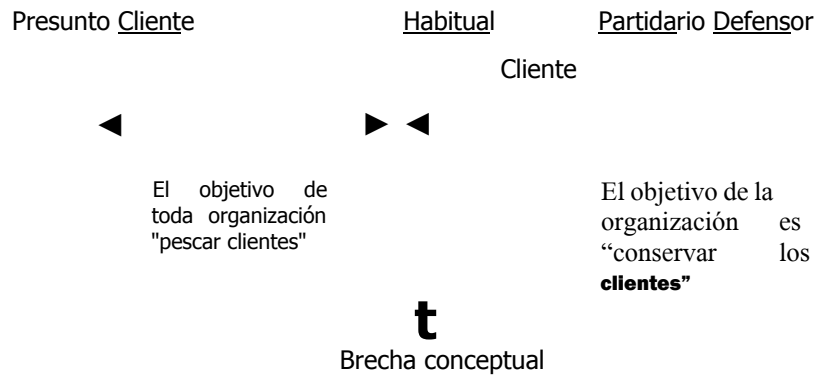 Presunto Cliente Habitual Partidario Defensor
Cliente
◄ ► ◄
El objetivo de
toda organización
"pescar clientes"
El objetivo de la
organización es
“conservar los
clientes”
t
Brecha conceptual